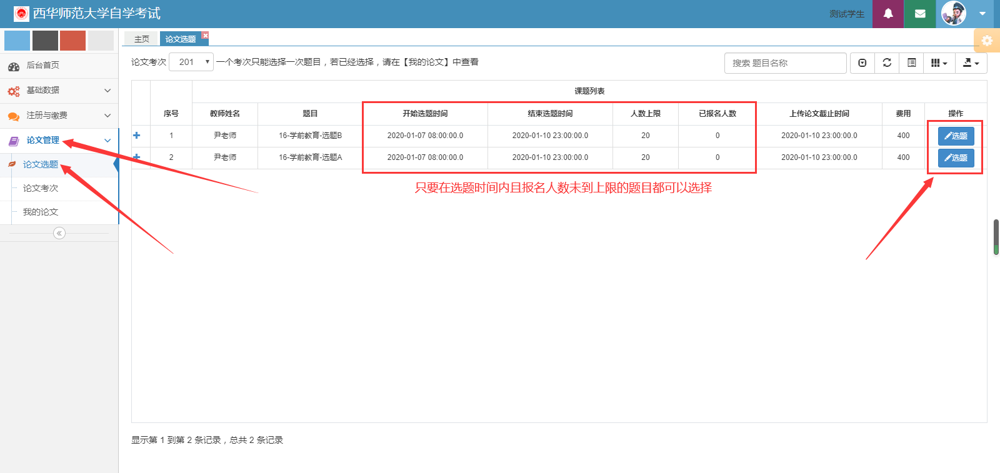 西华师范大学自学考试
测试学生
主页
论文选题
后台首页
基础数据
注册与缴费
论文管理
论文选题
论文考次
我的论文
论文考次 201 一个考次只能选择一次题目，若已经选择，请在【我的论文】中查看
搜索 题目名称
课题列表
序号 教师姓名 题目 开始选题时间 结束选题时间 人数上限 已报名人数 上传论文截止时间 费用 操作
1 尹老师 16-学前教育-选题B 2020-01-07 08:00:00.0 2020-01-10 23:00:00.0 20 0 2020-01-10 23:00:00.0 400 选题
2 尹老师 16-学前教育-选题A 2020-01-07 08:00:00.0 2020-01-10 23:00:00.0 20 0 2020-01-10 23:00:00.0 400 选题
只要在选题时间内且报名人数未到上限的题目都可以选择
显示第 1 到第 2 条记录，总共 2 条记录